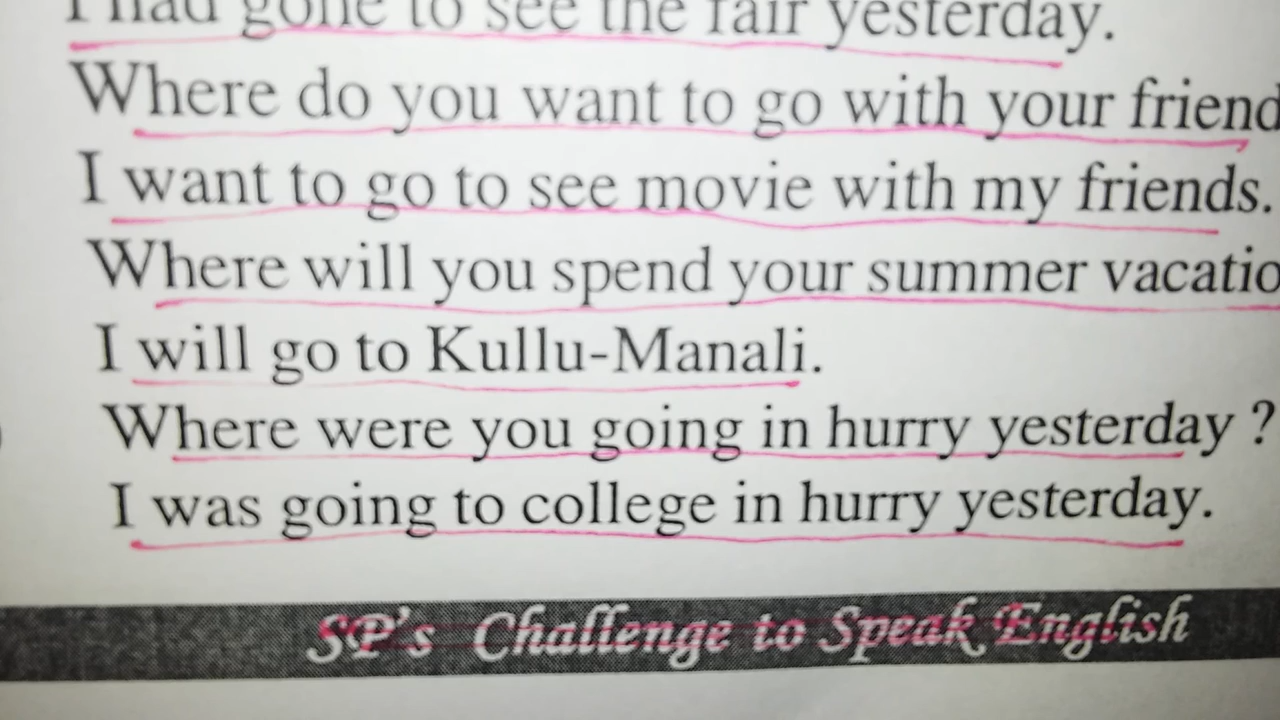 I had gone to see the fair yesterday.
Where do you want to go with your friend
I want to go to see movie with my friends.
Where will you spend your summer vacatio
I will go to Kullu-Manali.
Where were you going in hurry yesterday ?
I was going to college in hurry yesterday.
SP's Challenge to Speak English